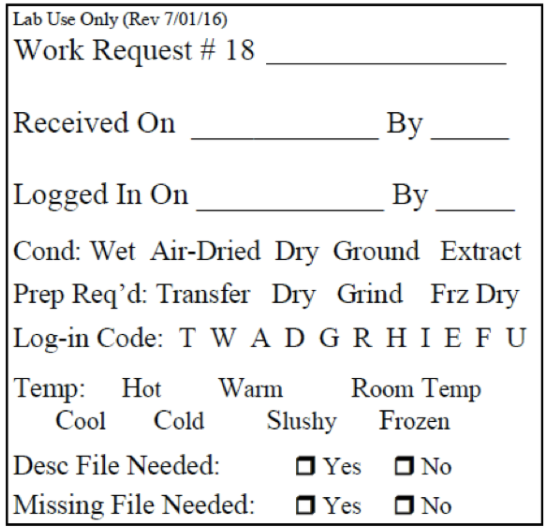 Lab Use Only (Rev 7/01/16)
Work Request # 18 ________________
Received On _____________ By _____
Logged In On _____________ By _____
Cond: Wet Air-Dried Dry Ground Extract
Prep Req’d: Transfer Dry Grind Frz Dry
Log-in Code: T W A D G R H I E F U
Temp: Hot Warm Room Temp
Cool Cold Slushy Frozen
Desc File Needed: ❒ Yes ❒ No
Missing File Needed: ❒ Yes ❒ No